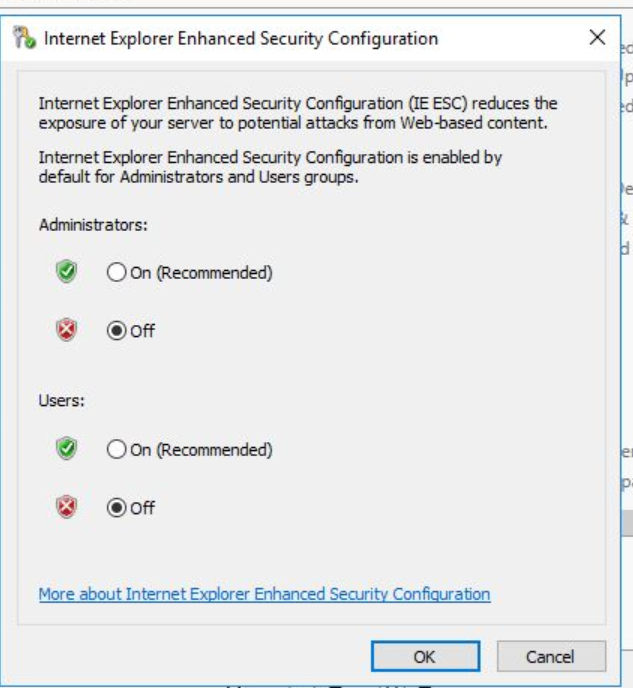 Internet Explorer Enhanced Security Configuration
Internet Explorer Enhanced Security Configuration (IE ESC) reduces the
exposure of your server to potential attacks from Web-based content.
Internet Explorer Enhanced Security Configuration is enabled by
default for Administrators and Users groups.
Administrators:
On (Recommended)
Off
Users:
On (Recommended)
Off
More about Internet Explorer Enhanced Security Configuration
OK Cancel